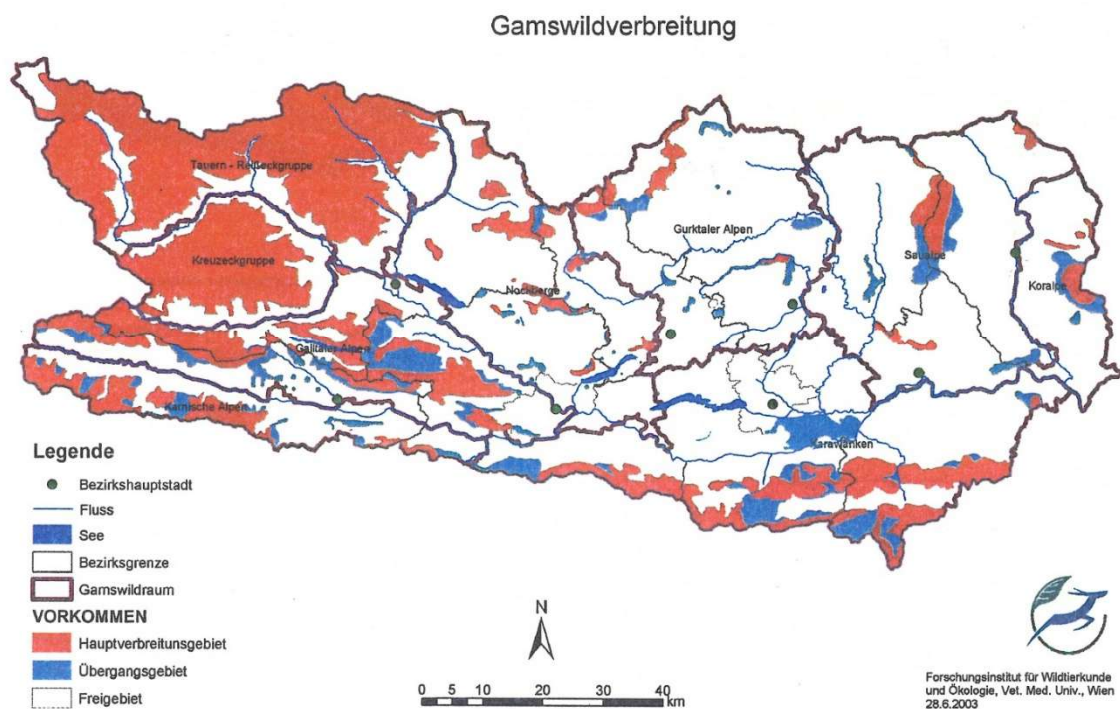 Gamswildverbreitung
Tauern - Reißeckgruppe
Kreuzeckgruppe
Gurktaler Alpen
Saualpe
Koralpe
Nockberge
Gailtaler Alpen
Karnische Alpen
Karawanken
Legende
Bezirkshauptstadt
Fluss
See
Bezirksgrenze
Gamswildraum
VORKOMMEN
Hauptverbreitunsgebiet
Übergangsgebiet
Freigebiet
N
0 5 10 20 30 40
km
Forschungsinstitut für Wildtierkunde
und Ökologie, Vet. Med. Univ., Wien
28.6.2003